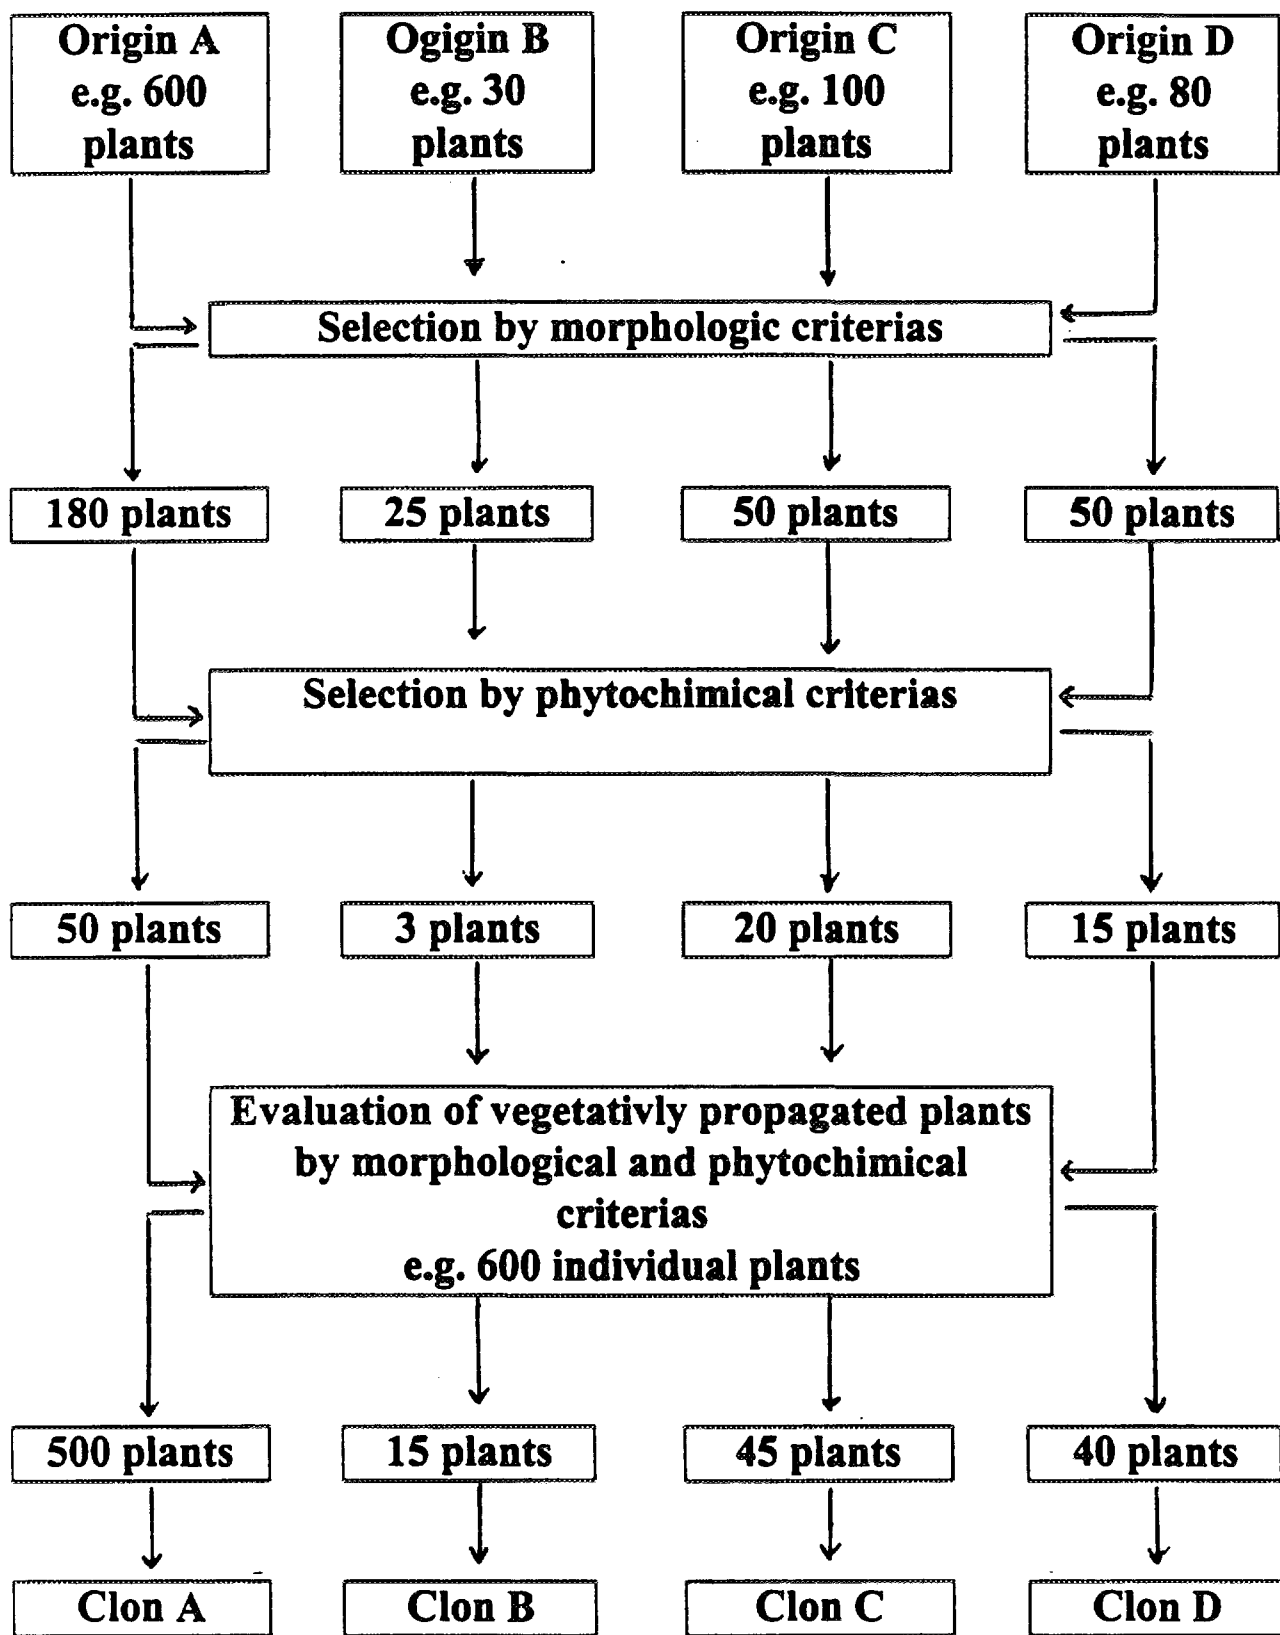 Origin A
e.g. 600
plants
Ogigin B
e.g. 30
plants
Origin C
e.g. 100
plants
Origin D
e.g. 80
plants
Selection by morphologic criterias
180 plants
25 plants
50 plants
50 plants
Selection by phytochimical criterias
50 plants
3 plants
20 plants
15 plants
Evaluation of vegetativly propagated plants
by morphological and phytochimical
criterias
e.g. 600 individual plants
500 plants
15 plants
45 plants
40 plants
Clon A
Clon B
Clon C
Clon D